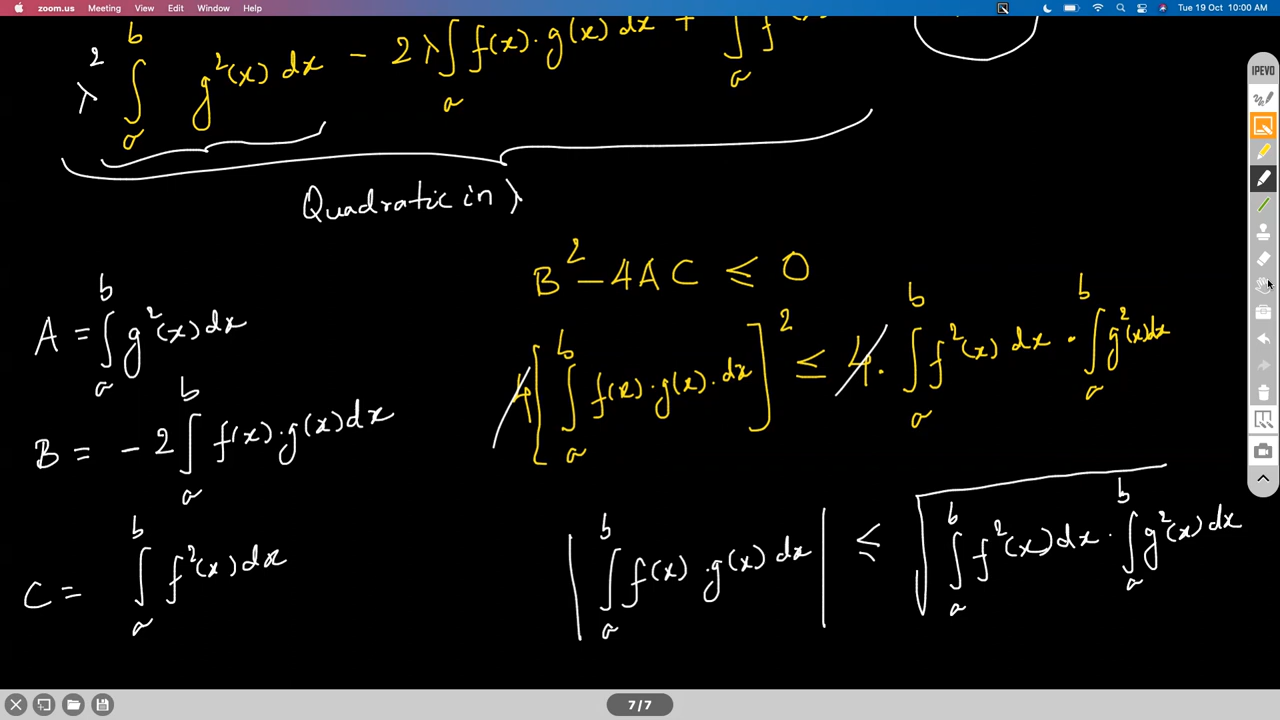 zoom.us Meeting View Edit Window Help Tue 19 Oct 10:00 AM
IPEVO
λ² ∫ₐᵇ g²(x) dx − 2λ ∫ₐ f(x)·g(x) dx + ∫ₐ f
Quadratic in λ
B² − 4AC ≤ 0
A = ∫ₐᵇ g²(x) dx
4[∫ₐᵇ f(x)·g(x)·dx]² ≤ 4·∫ₐᵇ f²(x) dx · ∫ₐᵇ g²(x) dx
B = − 2 ∫ₐᵇ f(x)·g(x) dx
C = ∫ₐᵇ f²(x) dx
|∫ₐᵇ f(x)·g(x) dx| ≤ √(∫ₐᵇ f²(x) dx · ∫ₐᵇ g²(x) dx)
7/7